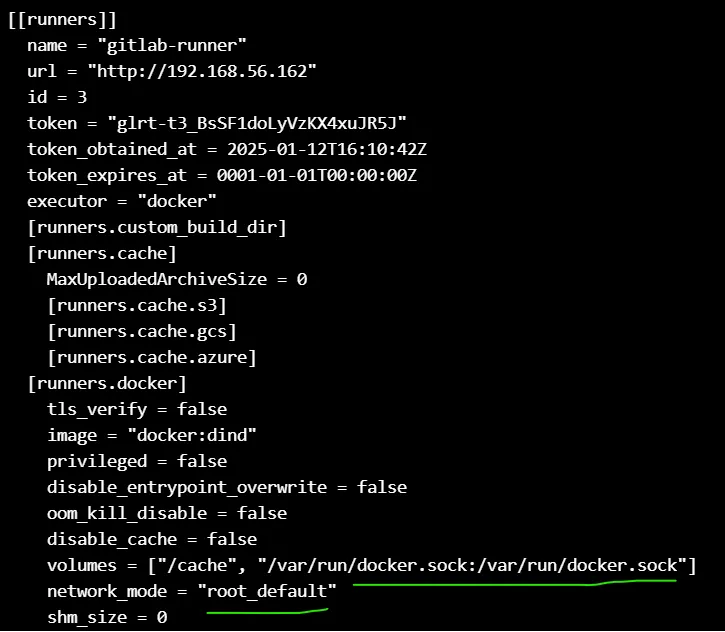 [[runners]]
  name = "gitlab-runner"
  url = "http://192.168.56.162"
  id = 3
  token = "glrt-t3_BsSF1doLyVzKX4xuJR5J"
  token_obtained_at = 2025-01-12T16:10:42Z
  token_expires_at = 0001-01-01T00:00:00Z
  executor = "docker"
  [runners.custom_build_dir]
  [runners.cache]
    MaxUploadedArchiveSize = 0
    [runners.cache.s3]
    [runners.cache.gcs]
    [runners.cache.azure]
  [runners.docker]
    tls_verify = false
    image = "docker:dind"
    privileged = false
    disable_entrypoint_overwrite = false
    oom_kill_disable = false
    disable_cache = false
    volumes = ["/cache", "/var/run/docker.sock:/var/run/docker.sock"]
    network_mode = "root_default"
    shm_size = 0